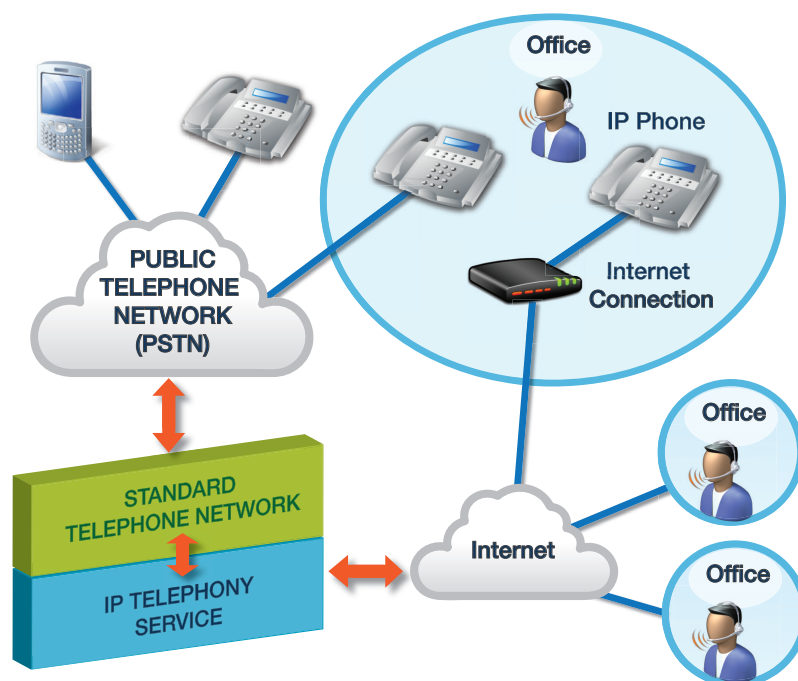 Office
IP Phone
PUBLIC
TELEPHONE
NETWORK
(PSTN)
Internet
Connection
Office
STANDARD
TELEPHONE NETWORK
Internet
IP TELEPHONY
SERVICE
Office